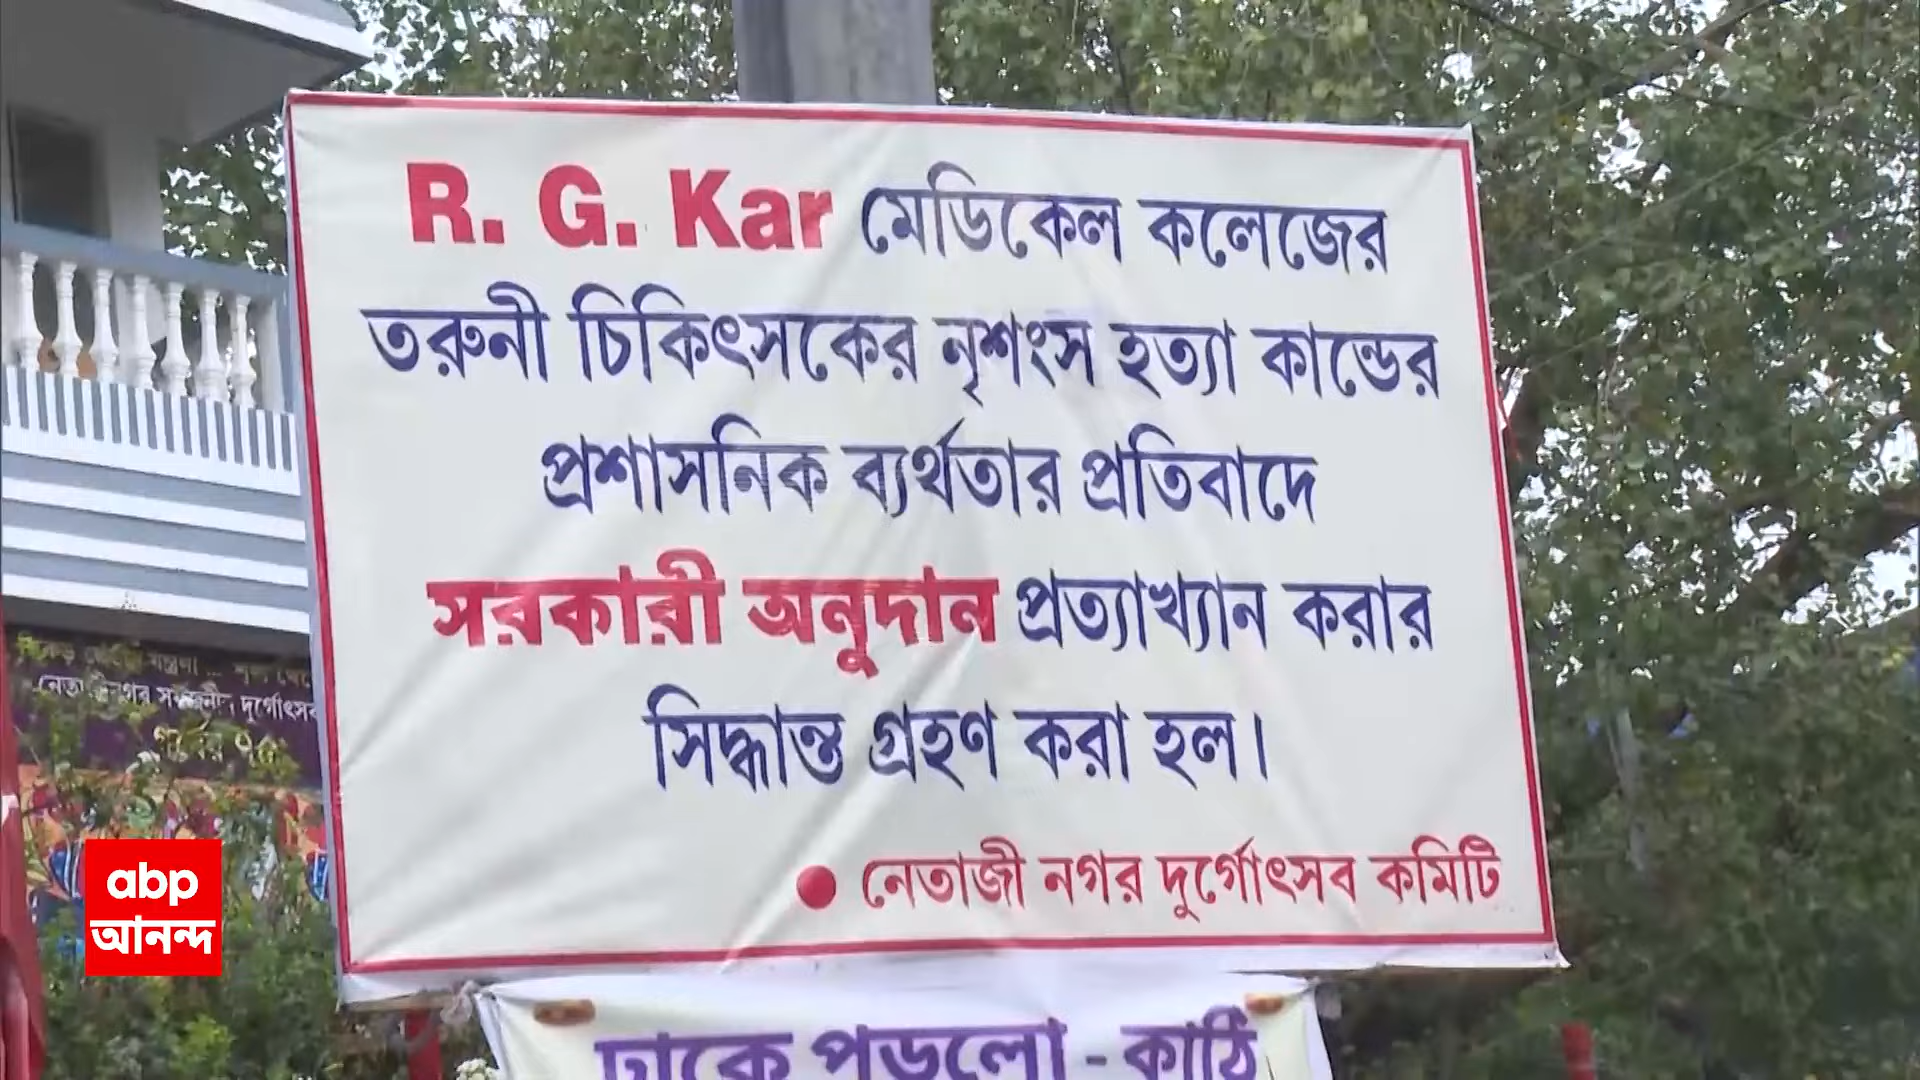 R. G. Kar মেডিকেল কলেজের
তরুনী চিকিৎসকের নৃশংস হত্যা কান্ডের
প্রশাসনিক ব্যর্থতার প্রতিবাদে
সরকারী অনুদান প্রত্যাখ্যান করার
সিদ্ধান্ত গ্রহণ করা হল।
● নেতাজী নগর দুর্গোৎসব কমিটি
ঢাকে পড়লো - কাঠি
abp
আনন্দ